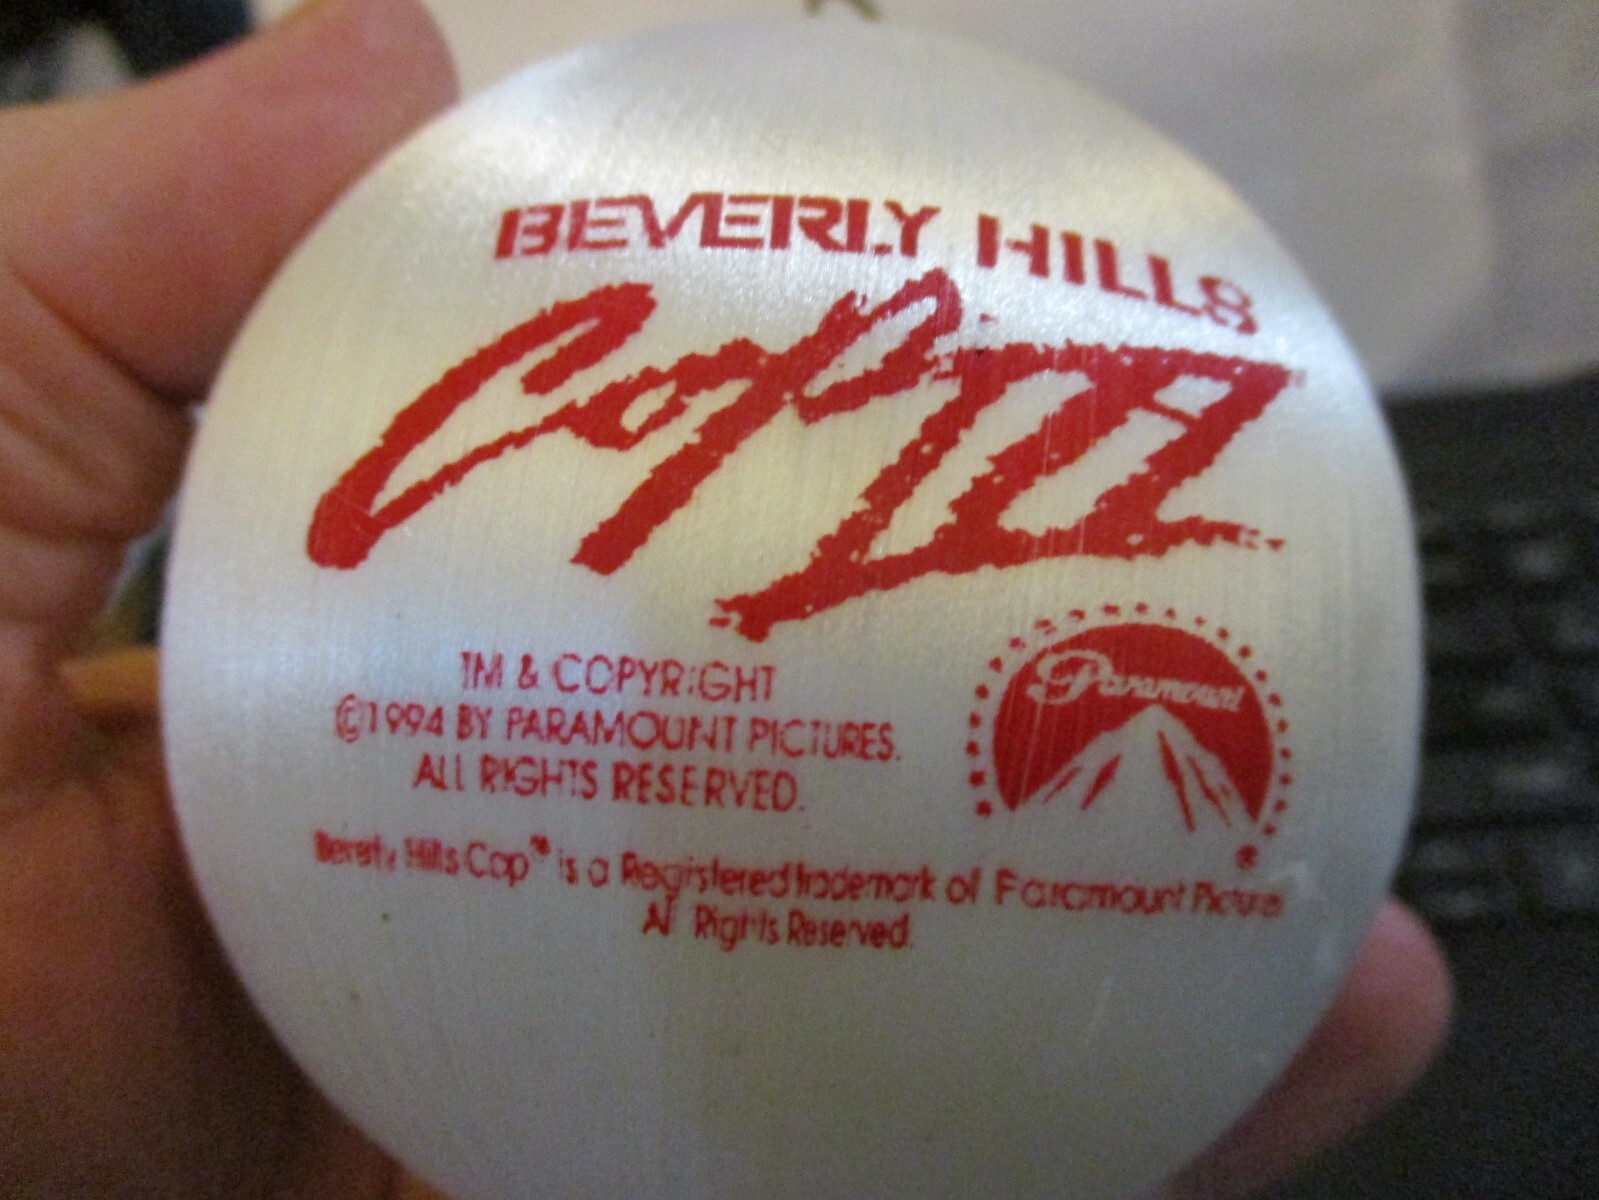 BEVERLY HILLS
Cop III
TM & COPYRIGHT
©1994 BY PARAMOUNT PICTURES.
ALL RIGHTS RESERVED.
Paramount
®
Beverly Hills Cop™ is a Registered trademark of Paramount Pictures
All Rights Reserved.